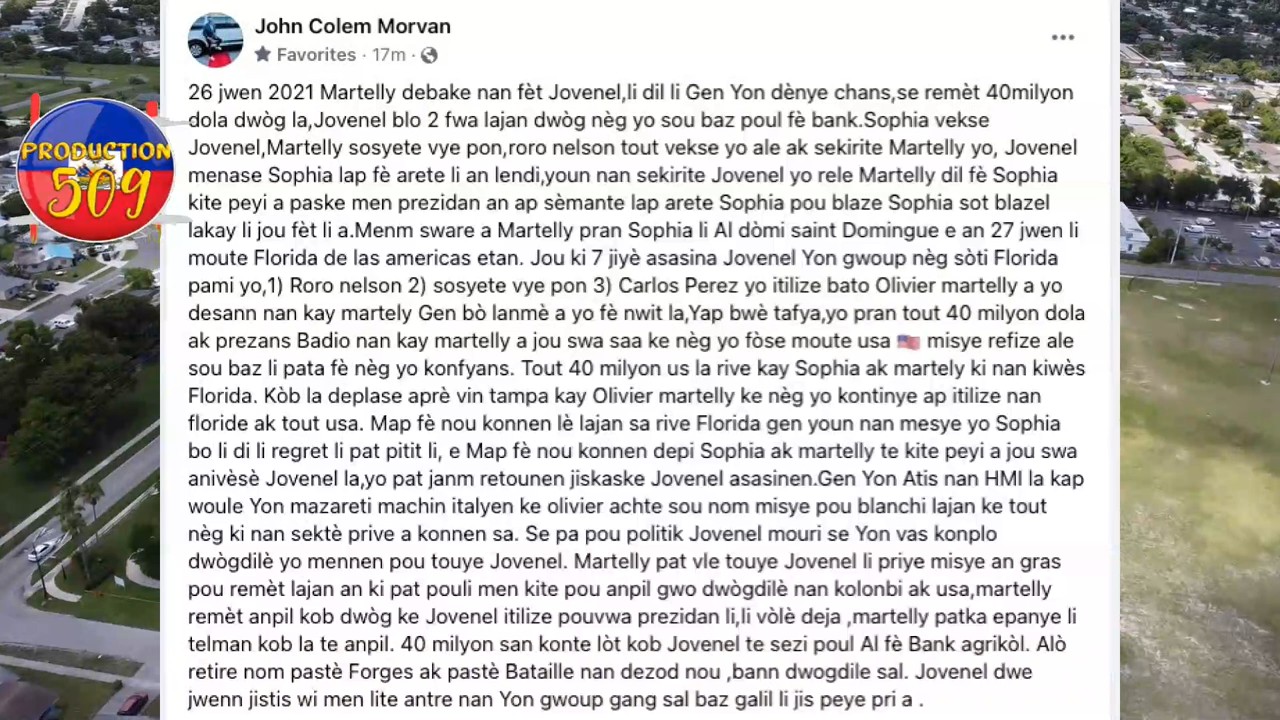 John Colem Morvan
Favorites · 17m ·
26 jwen 2021 Martelly debake nan fèt Jovenel,li dil li Gen Yon dènye chans,se remèt 40milyon
dola dwòg la,Jovenel blo 2 fwa lajan dwòg nèg yo sou baz poul fè bank.Sophia vekse
Jovenel,Martelly sosyete vye pon,roro nelson tout vekse yo ale ak sekirite Martelly yo, Jovenel
menase Sophia lap fè arete li an lendi,youn nan sekirite Jovenel yo rele Martelly dil fè Sophia
kite peyi a paske men prezidan an ap sèmante lap arete Sophia pou blaze Sophia sot blazel
lakay li jou fèt li a.Menm sware a Martelly pran Sophia li Al dòmi saint Domingue e an 27 jwen li
moute Florida de las americas etan. Jou ki 7 jiyè asasina Jovenel Yon gwoup nèg sòti Florida
pami yo,1) Roro nelson 2) sosyete vye pon 3) Carlos Perez yo itilize bato Olivier martelly a yo
desann nan kay martely Gen bò lanmè a yo fè nwit la,Yap bwè tafya,yo pran tout 40 milyon dola
ak prezans Badio nan kay martelly a jou swa saa ke nèg yo fòse moute usa 🇺🇸 misye refize ale
sou baz li pata fè nèg yo konfyans. Tout 40 milyon us la rive kay Sophia ak martely ki nan kiwès
Florida. Kòb la deplase aprè vin tampa kay Olivier martelly ke nèg yo kontinye ap itilize nan
floride ak tout usa. Map fè nou konnen lè lajan sa rive Florida gen youn nan mesye yo Sophia
bo li di li regret li pat pitit li, e Map fè nou konnen depi Sophia ak martelly te kite peyi a jou swa
anivèsè Jovenel la,yo pat janm retounen jiskaske Jovenel asasinen.Gen Yon Atis nan HMI la kap
woule Yon mazareti machin italyen ke olivier achte sou nom misye pou blanchi lajan ke tout
nèg ki nan sektè prive a konnen sa. Se pa pou politik Jovenel mouri se Yon vas konplo
dwògdilè yo mennen pou touye Jovenel. Martelly pat vle touye Jovenel li priye misye an gras
pou remèt lajan an ki pat pouli men kite pou anpil gwo dwògdilè nan kolonbi ak usa,martelly
remèt anpil kob dwòg ke Jovenel itilize pouvwa prezidan li,li vòlè deja ,martelly patka epanye li
telman kob la te anpil. 40 milyon san konte lòt kob Jovenel te sezi poul Al fè Bank agrikòl. Alò
retire nom pastè Forges ak pastè Bataille nan dezod nou ,bann dwogdile sal. Jovenel dwe
jwenn jistis wi men lite antre nan Yon gwoup gang sal baz galil li jis peye pri a .
PRODUCTION
509